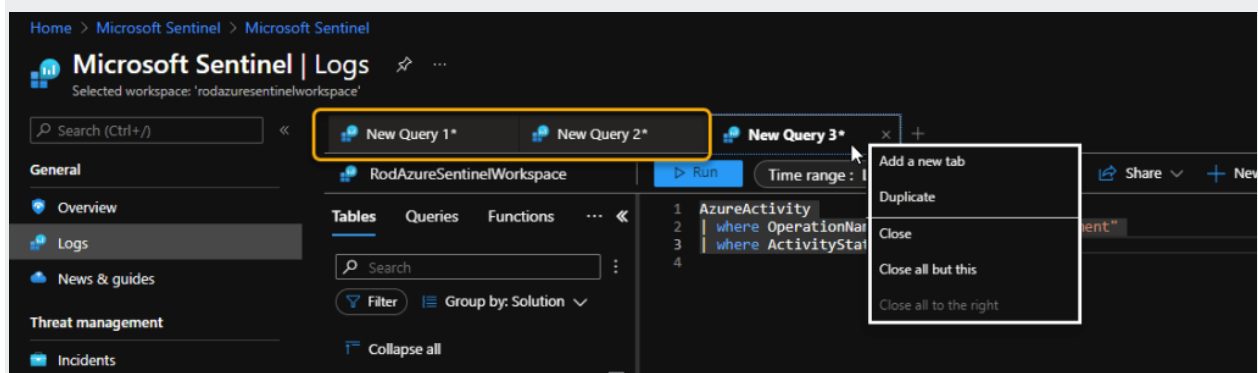 Home > Microsoft Sentinel > Microsoft Sentinel
Microsoft Sentinel | Logs
Selected workspace: 'rodazuresentinelworkspace'
Search (Ctrl+/)
General
Overview
Logs
News & guides
Threat management
Incidents
New Query 1* New Query 2* New Query 3*
RodAzureSentinelWorkspace
Run Time range : Share New
Tables Queries Functions
Search
Filter Group by: Solution
Collapse all
1 AzureActivity
2 | where OperationNa ment"
3 | where ActivityStat
4
Add a new tab
Duplicate
Close
Close all but this
Close all to the right